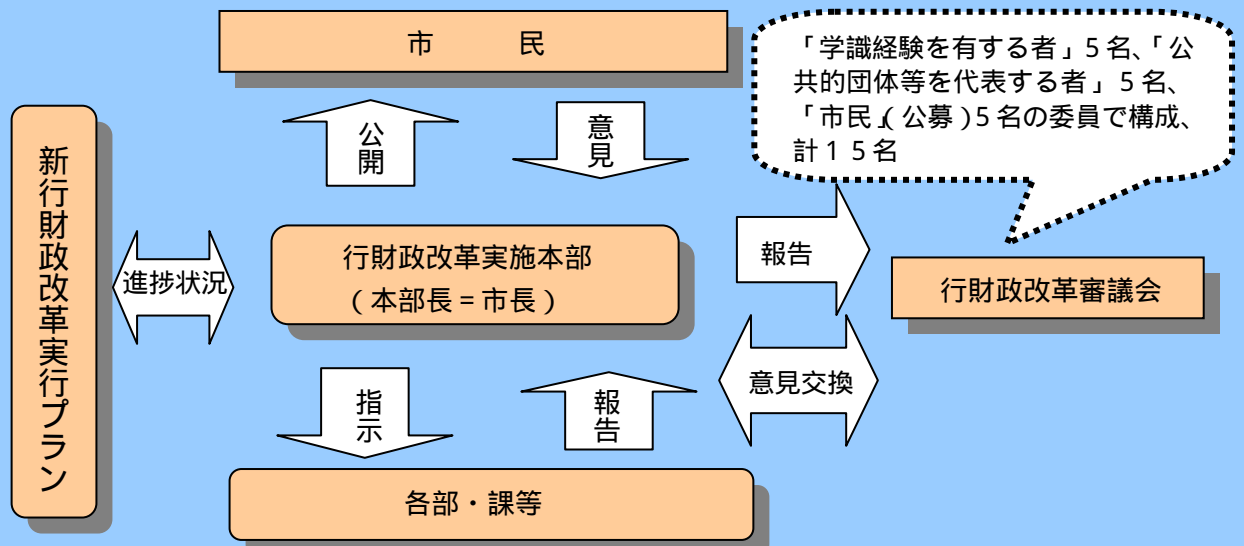 市　　　民
「学識経験を有する者」５名、「公
共的団体等を代表する者」５名、
「市民」（公募）５名の委員で構成、
計１５名
公開
意見
新行財政改革実行プラン
進捗状況
行財政改革実施本部
（本部長＝市長）
報告
行財政改革審議会
意見交換
指示
報告
各部・課等